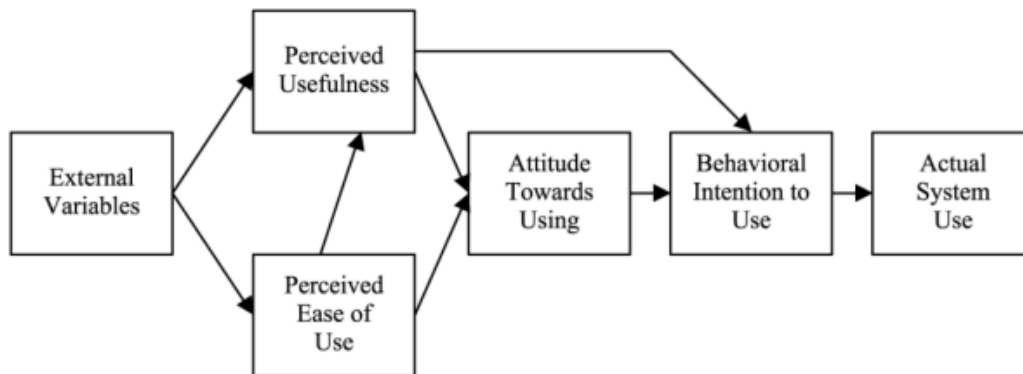 Perceived
Usefulness
External
Variables
Attitude
Towards
Using
Behavioral
Intention to
Use
Actual
System
Use
Perceived
Ease of
Use